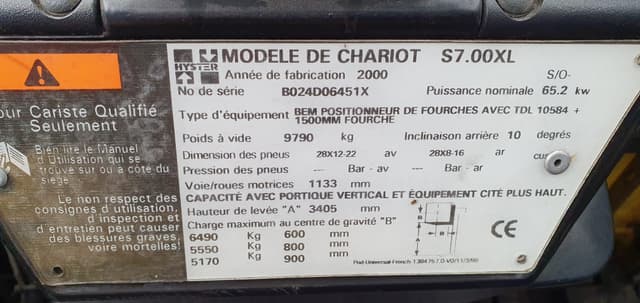 HYSTER MODELE DE CHARIOT S7.00XL
Année de fabrication 2000 S/O-
No de série B024D06451X Puissance nominale 65.2 kw
Type d'équipement BEM POSITIONNEUR DE FOURCHES AVEC TDL 10584 +
1500MM FOURCHE
Poids à vide 9790 kg Inclinaison arrière 10 degrés
Dimension des pneus 28X12-22 av 28X8-16 ar
Pression des pneus --- Bar - av --- Bar - ar
Voie/roues motrices 1133 mm
CAPACITÉ AVEC PORTIQUE VERTICAL ET ÉQUIPEMENT CITÉ PLUS HAUT.
Hauteur de levée "A" 3405 mm
Charge maximum au centre de gravité "B"
6490 Kg 600 mm
5550 Kg 800 mm
5170 Kg 900 mm
A
B
B
CE
our Cariste Qualifié
Seulement
Bién lire le Manuel
d'Utilisation qui se
trouve sur ou à côté du
siège
Le non respect des
consignes d'utilisation,
d'inspection et
d'entretien peut causer
des blessures graves,
voire mortelles!